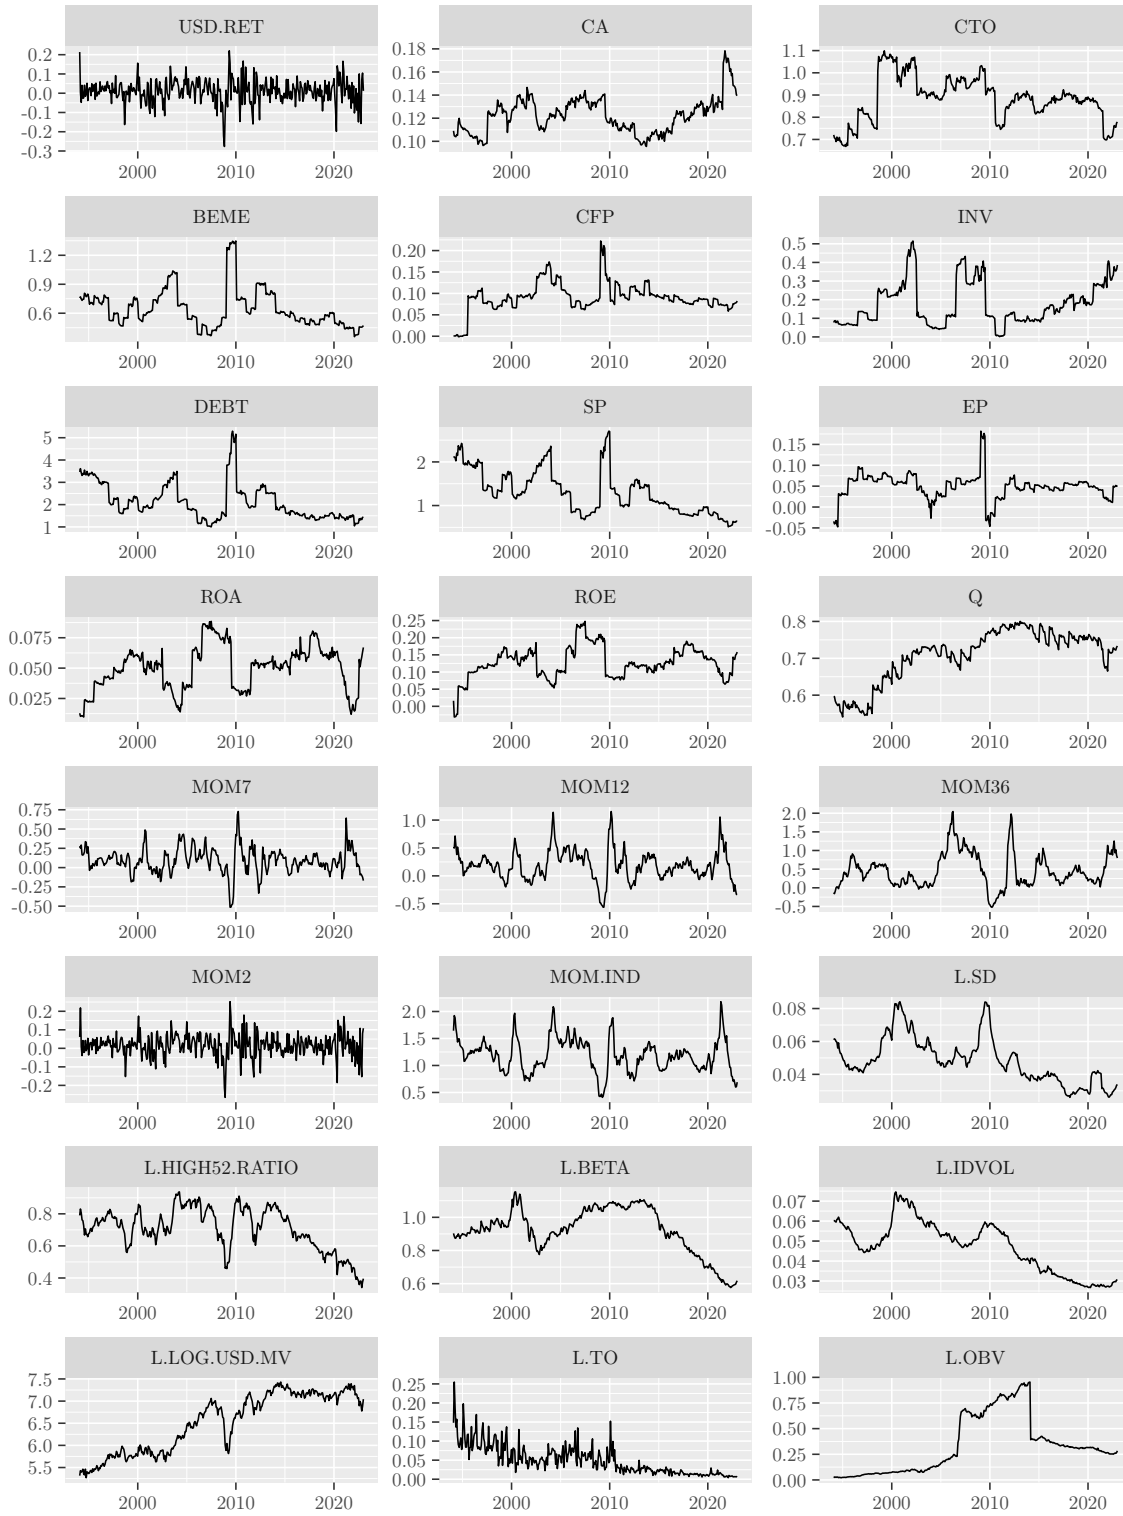 USD.RET CA CTO
0.2 0.1 0.0 -0.1 -0.2 -0.3
0.18 0.16 0.14 0.12 0.10
1.1 1.0 0.9 0.8 0.7
2000 2010 2020 2000 2010 2020 2000 2010 2020
BEME CFP INV
1.2 0.9 0.6
0.20 0.15 0.10 0.05 0.00
0.5 0.4 0.3 0.2 0.1 0.0
2000 2010 2020 2000 2010 2020 2000 2010 2020
DEBT SP EP
5 4 3 2 1
2 1
0.15 0.10 0.05 0.00 -0.05
2000 2010 2020 2000 2010 2020 2000 2010 2020
ROA ROE Q
0.075 0.050 0.025
0.25 0.20 0.15 0.10 0.05 0.00
0.8 0.7 0.6
2000 2010 2020 2000 2010 2020 2000 2010 2020
MOM7 MOM12 MOM36
0.75 0.50 0.25 0.00 -0.25 -0.50
1.0 0.5 0.0 -0.5
2.0 1.5 1.0 0.5 0.0 -0.5
2000 2010 2020 2000 2010 2020 2000 2010 2020
MOM2 MOM.IND L.SD
0.2 0.1 0.0 -0.1 -0.2
2.0 1.5 1.0 0.5
0.08 0.06 0.04
2000 2010 2020 2000 2010 2020 2000 2010 2020
L.HIGH52.RATIO L.BETA L.IDVOL
0.8 0.6 0.4
1.0 0.8 0.6
0.07 0.06 0.05 0.04 0.03
2000 2010 2020 2000 2010 2020 2000 2010 2020
L.LOG.USD.MV L.TO L.OBV
7.5 7.0 6.5 6.0 5.5
0.25 0.20 0.15 0.10 0.05 0.00
1.00 0.75 0.50 0.25 0.00
2000 2010 2020 2000 2010 2020 2000 2010 2020